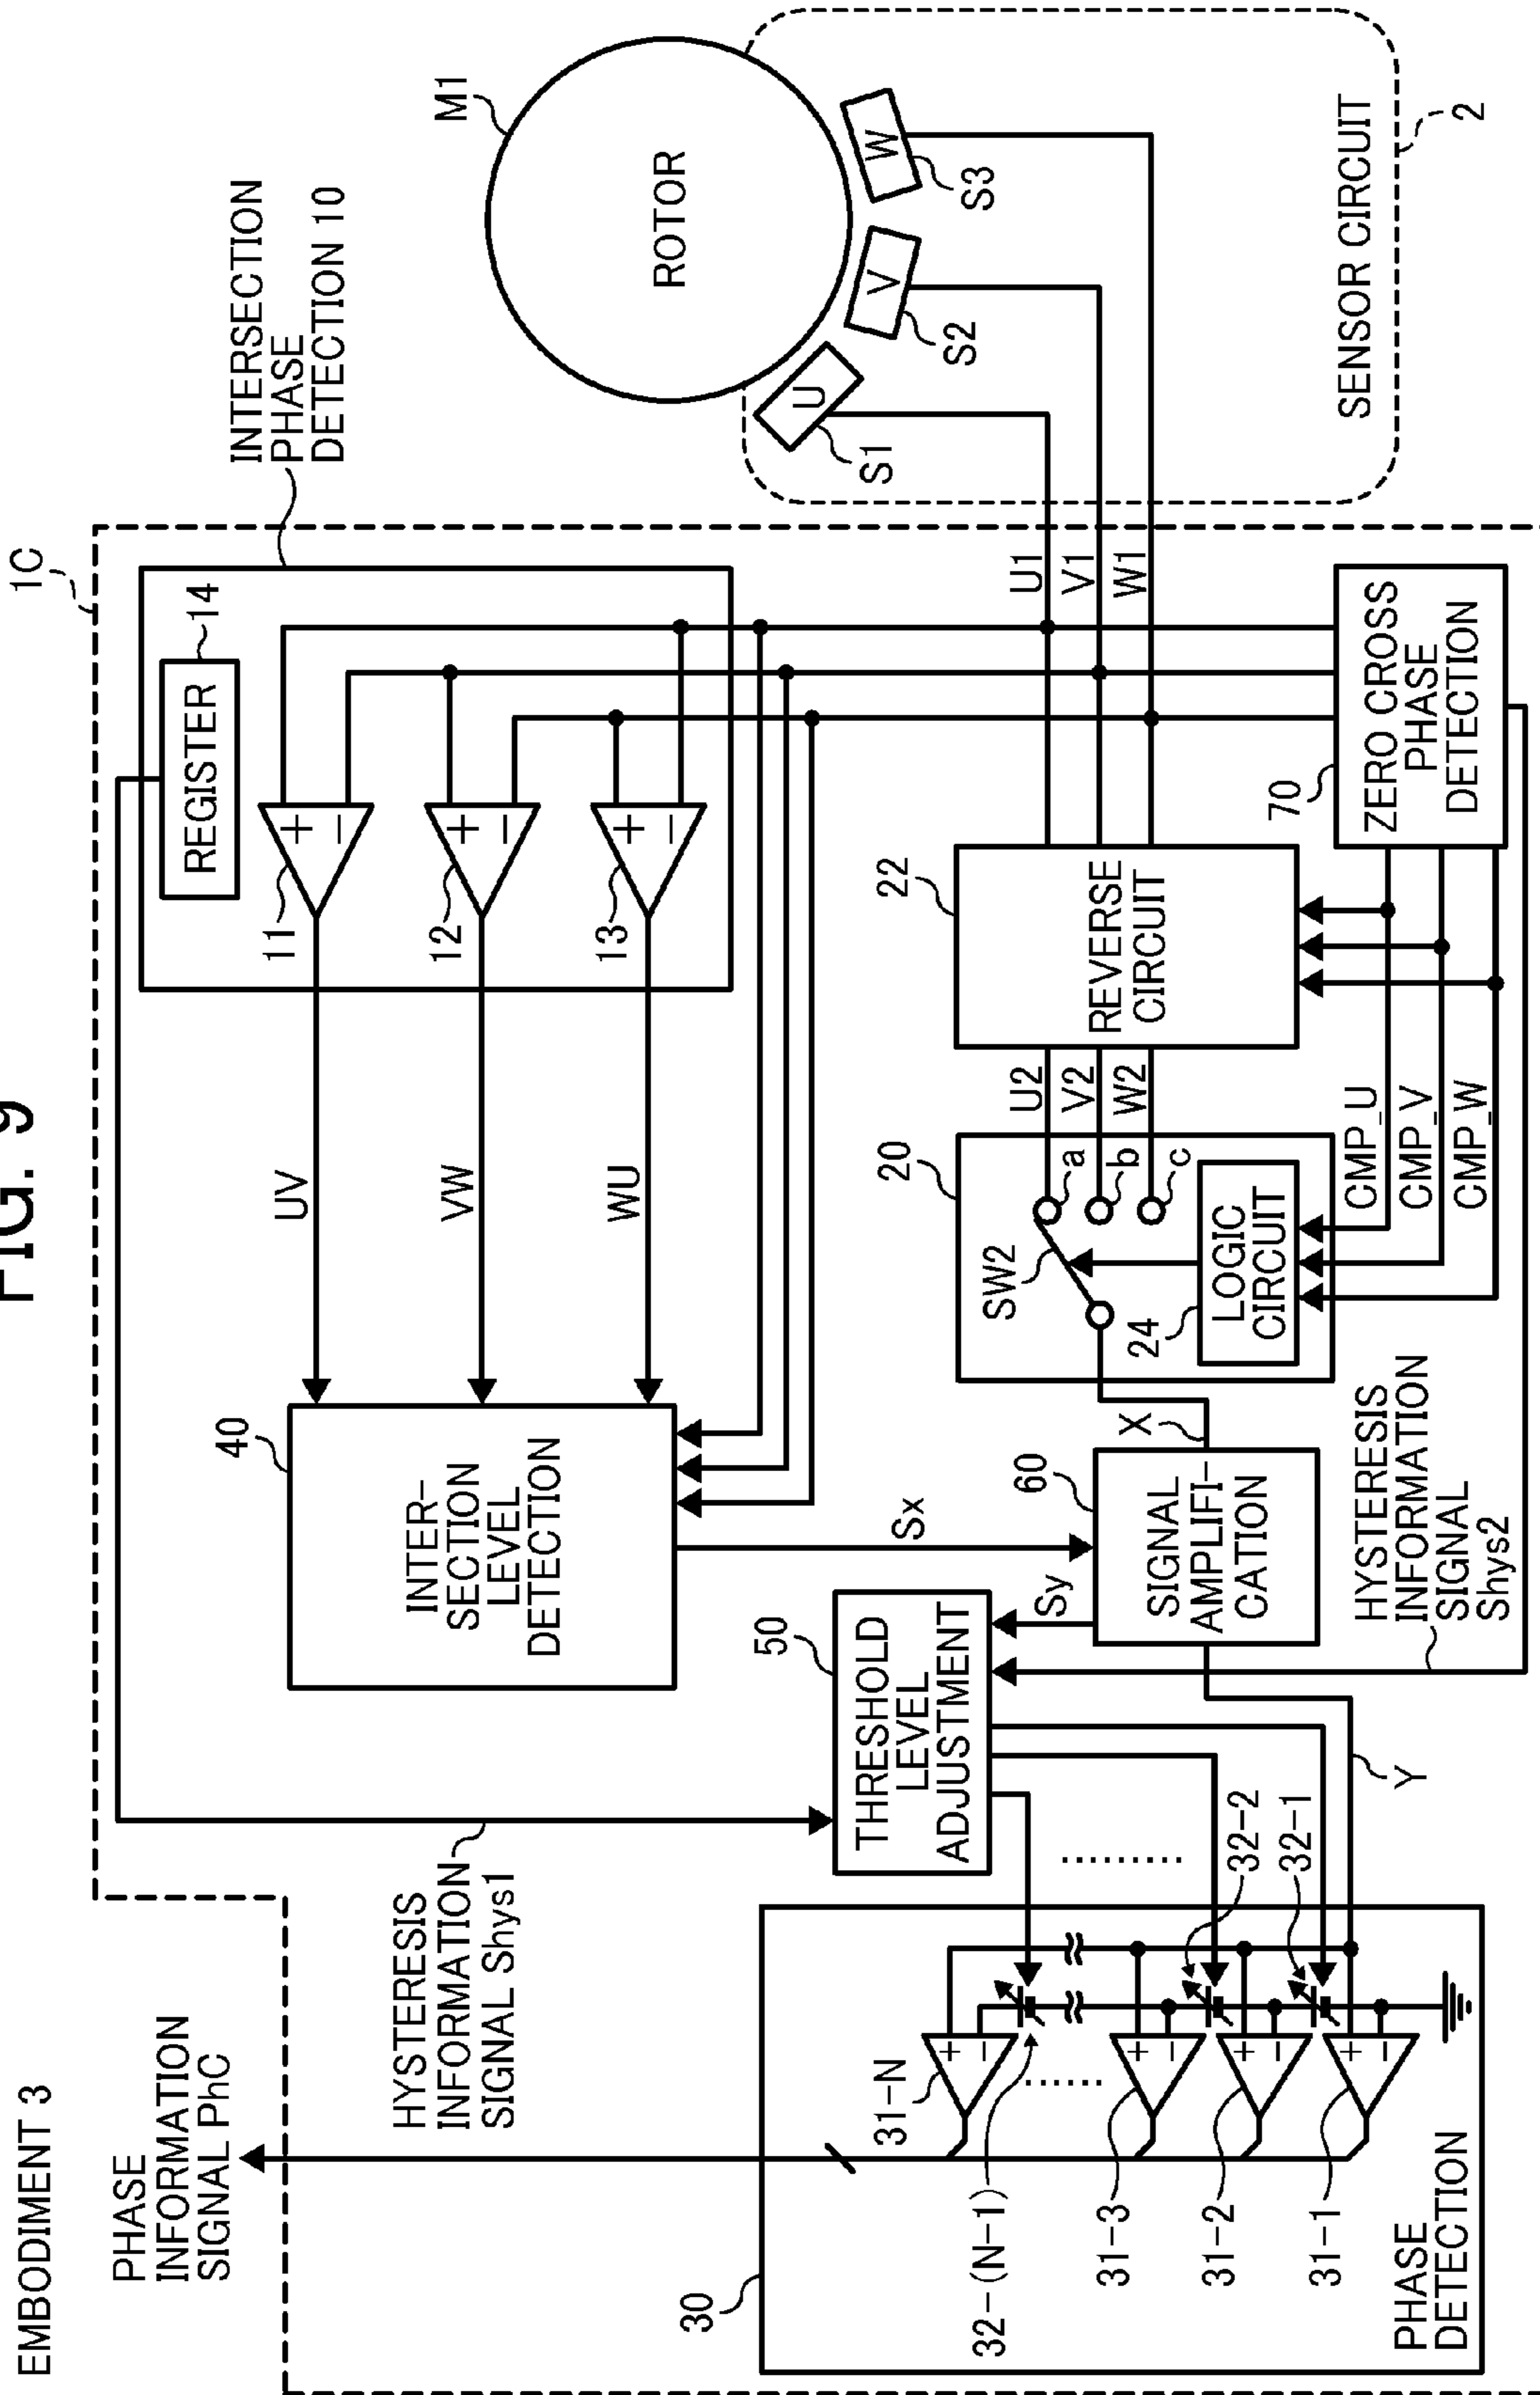 FIG. 9
EMBODIMENT 3
1C
M1
ROTOR
INTERSECTION
PHASE
DETECTION 10
REGISTER
14
+
−
11
+
−
12
+
−
13
UV
VW
WU
40
INTER-
SECTION
LEVEL
DETECTION
U
S1
V
S2
W
S3
SENSOR CIRCUIT
2
U1
V1
W1
22
REVERSE
CIRCUIT
70
ZERO CROSS
PHASE
DETECTION
U2
V2
W2
20
a
b
c
SW2
24
LOGIC
CIRCUIT
CMP_U
CMP_V
CMP_W
X
60
SIGNAL
AMPLIFI-
CATION
Sx
Sy
50
THRESHOLD
LEVEL
ADJUSTMENT
HYSTERESIS
INFORMATION
SIGNAL
Shys2
HYSTERESIS
INFORMATION
SIGNAL Shys1
Y
PHASE
INFORMATION
SIGNAL PhC
32-2
32-1
31-N
+
−
+
−
+
−
+
−
32-(N-1)
31-3
31-2
31-1
30
PHASE
DETECTION